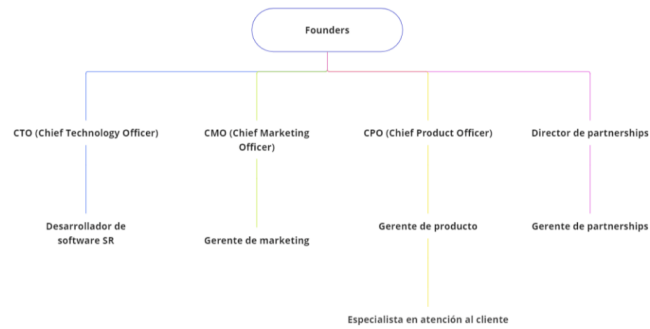 Founders
CTO (Chief Technology Officer)
CMO (Chief Marketing
Officer)
CPO (Chief Product Officer)
Director de partnerships
Desarrollador de
software SR
Gerente de marketing
Gerente de producto
Gerente de partnerships
Especialista en atención al cliente